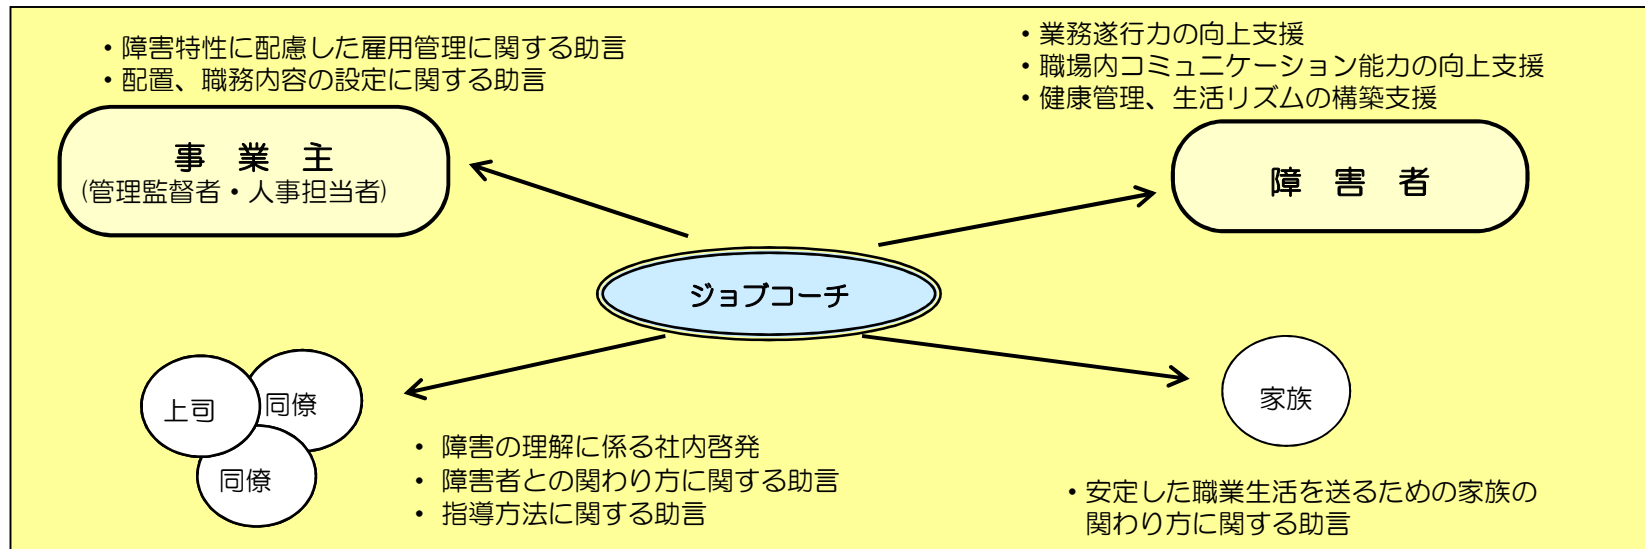 ・障害特性に配慮した雇用管理に関する助言
・配置、職務内容の設定に関する助言
事　業　主
(管理監督者・人事担当者)
・業務遂行力の向上支援
・職場内コミュニケーション能力の向上支援
・健康管理、生活リズムの構築支援
障　害　者
ジョブコーチ
上司
同僚
同僚
・ 障害の理解に係る社内啓発
・ 障害者との関わり方に関する助言
・ 指導方法に関する助言
家族
・安定した職業生活を送るための家族の
関わり方に関する助言